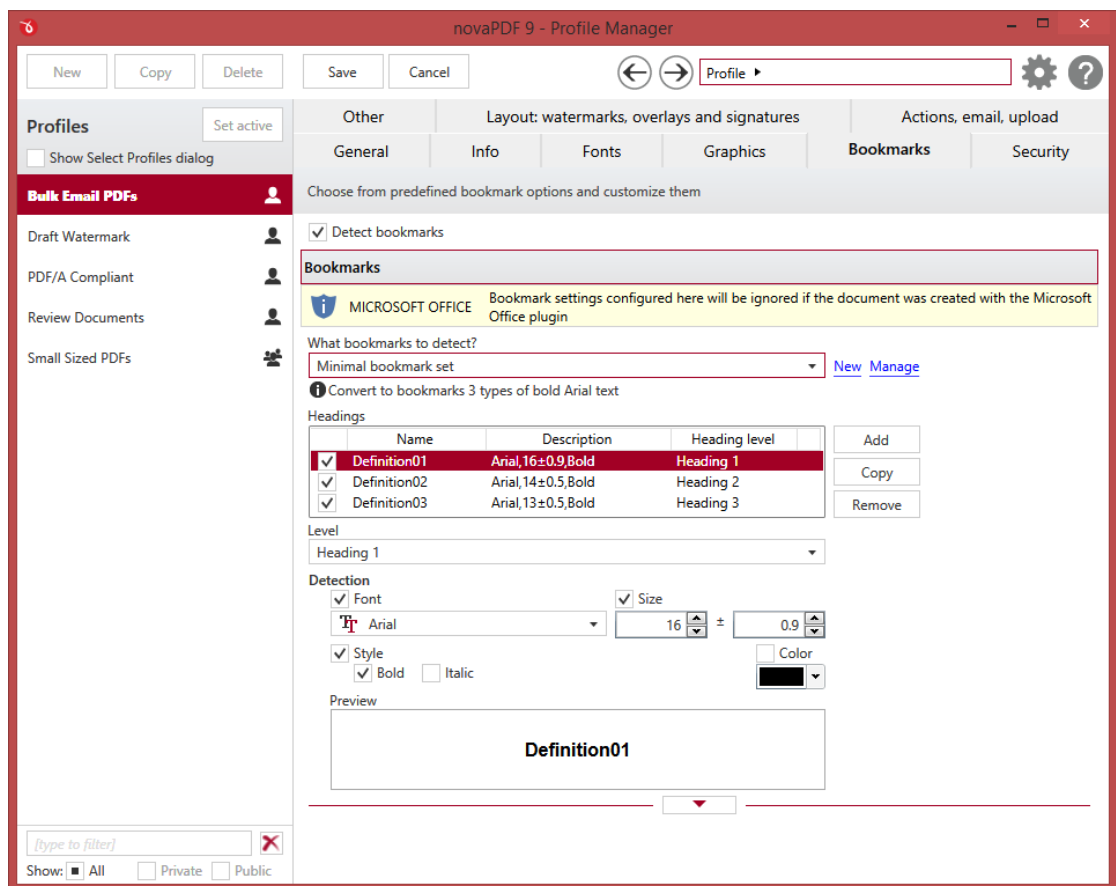 novaPDF 9 - Profile Manager
New Copy Delete Save Cancel Profile
Profiles Set active
Show Select Profiles dialog
Bulk Email PDFs
Draft Watermark
PDF/A Compliant
Review Documents
Small Sized PDFs
[type to filter]
Show: All Private Public
Other Layout: watermarks, overlays and signatures Actions, email, upload
General Info Fonts Graphics Bookmarks Security
Choose from predefined bookmark options and customize them
Detect bookmarks
Bookmarks
MICROSOFT OFFICE Bookmark settings configured here will be ignored if the document was created with the Microsoft
Office plugin
What bookmarks to detect?
Minimal bookmark set New Manage
Convert to bookmarks 3 types of bold Arial text
Headings
Name Description Heading level Add
Definition01 Arial,16±0.9,Bold Heading 1
Definition02 Arial,14±0.5,Bold Heading 2 Copy
Definition03 Arial,13±0.5,Bold Heading 3 Remove
Level
Heading 1
Detection
Font Size
Arial 16 ± 0.9
Style Color
Bold Italic
Preview
Definition01